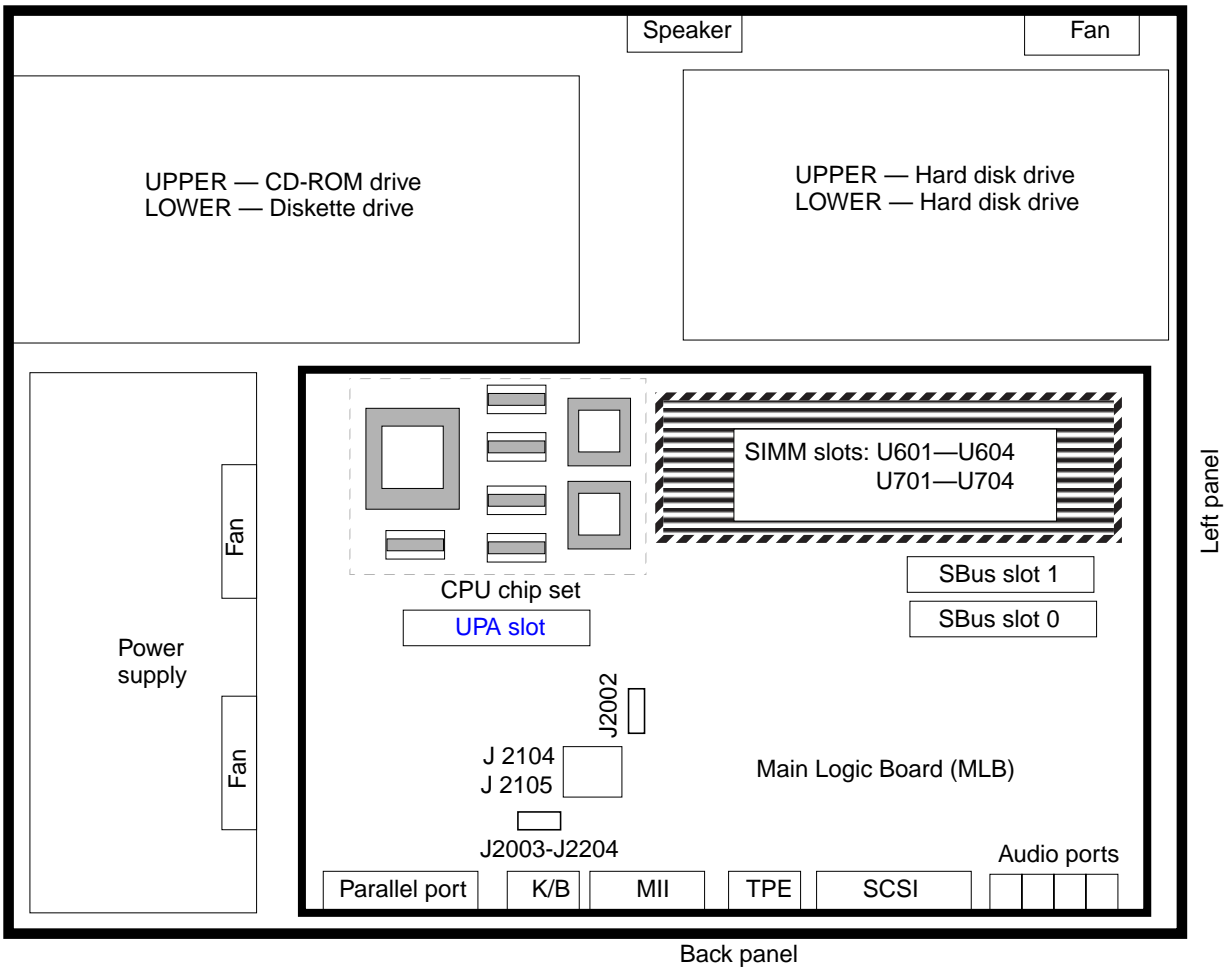 Speaker
Fan
UPPER — CD-ROM drive
LOWER — Diskette drive
UPPER — Hard disk drive
LOWER — Hard disk drive
SIMM slots: U601—U604
U701—U704
Left panel
Fan
CPU chip set
SBus slot 1
SBus slot 0
UPA slot
Power
supply
J2002
Fan
J 2104
J 2105
Main Logic Board (MLB)
J2003-J2204
Audio ports
Parallel port
K/B
MII
TPE
SCSI
Back panel